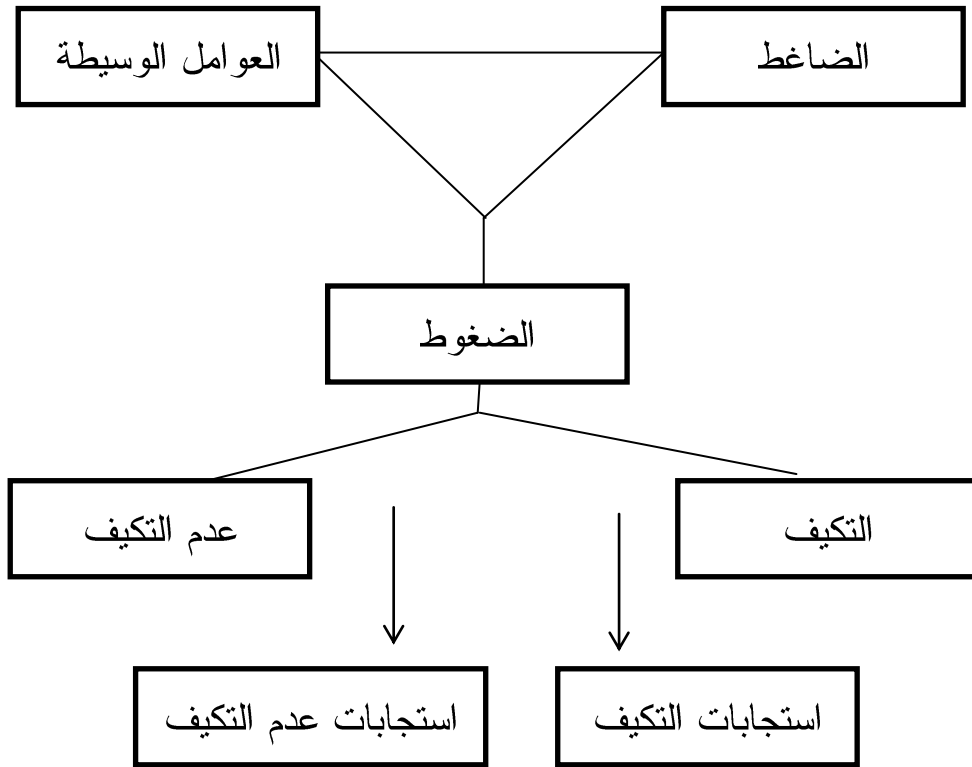 الضاغط
العوامل الوسيطة
الضغوط
التكيف
عدم التكيف
استجابات التكيف
استجابات عدم التكيف